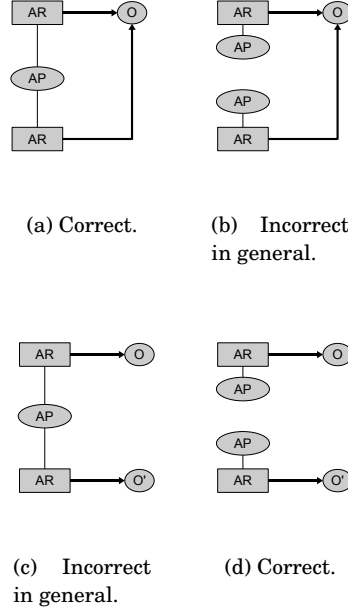 AR O
AP
AR
(a) Correct.
AR O
AP
AP
AR
(b) Incorrect
in general.
AR O
AP
AR O'
(c) Incorrect
in general.
AR O
AP
AP
AR O'
(d) Correct.